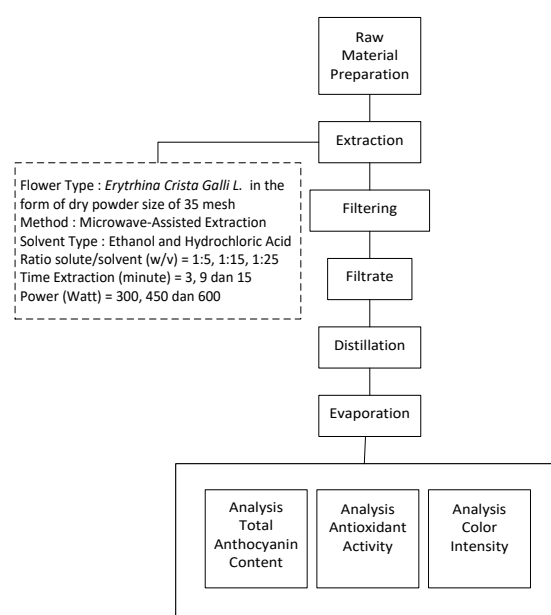 Raw
Material
Preparation
Extraction
Flower Type : Erytrhina Crista Galli L. in the
form of dry powder size of 35 mesh
Method : Microwave-Assisted Extraction
Solvent Type : Ethanol and Hydrochloric Acid
Ratio solute/solvent (w/v) = 1:5, 1:15, 1:25
Time Extraction (minute) = 3, 9 dan 15
Power (Watt) = 300, 450 dan 600
Filtering
Filtrate
Distillation
Evaporation
Analysis
Total
Anthocyanin
Content
Analysis
Antioxidant
Activity
Analysis
Color
Intensity